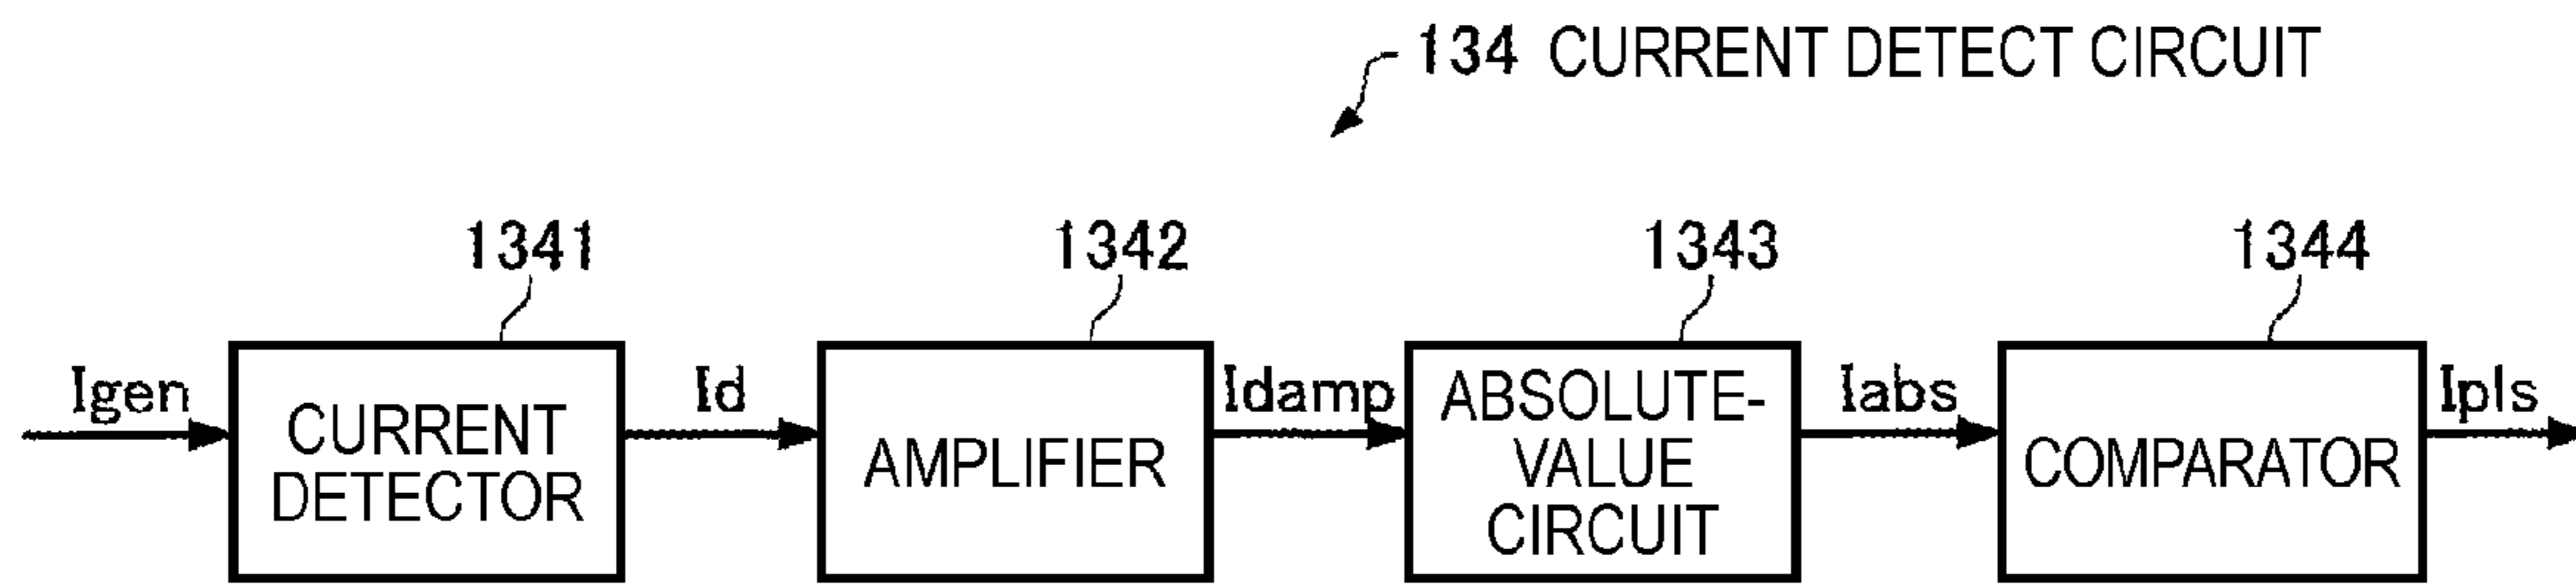 134 CURRENT DETECT CIRCUIT
1341
1342
1343
1344
Igen
CURRENT
DETECTOR
Id
AMPLIFIER
Idamp
ABSOLUTE-
VALUE
CIRCUIT
Iabs
COMPARATOR
Ipls